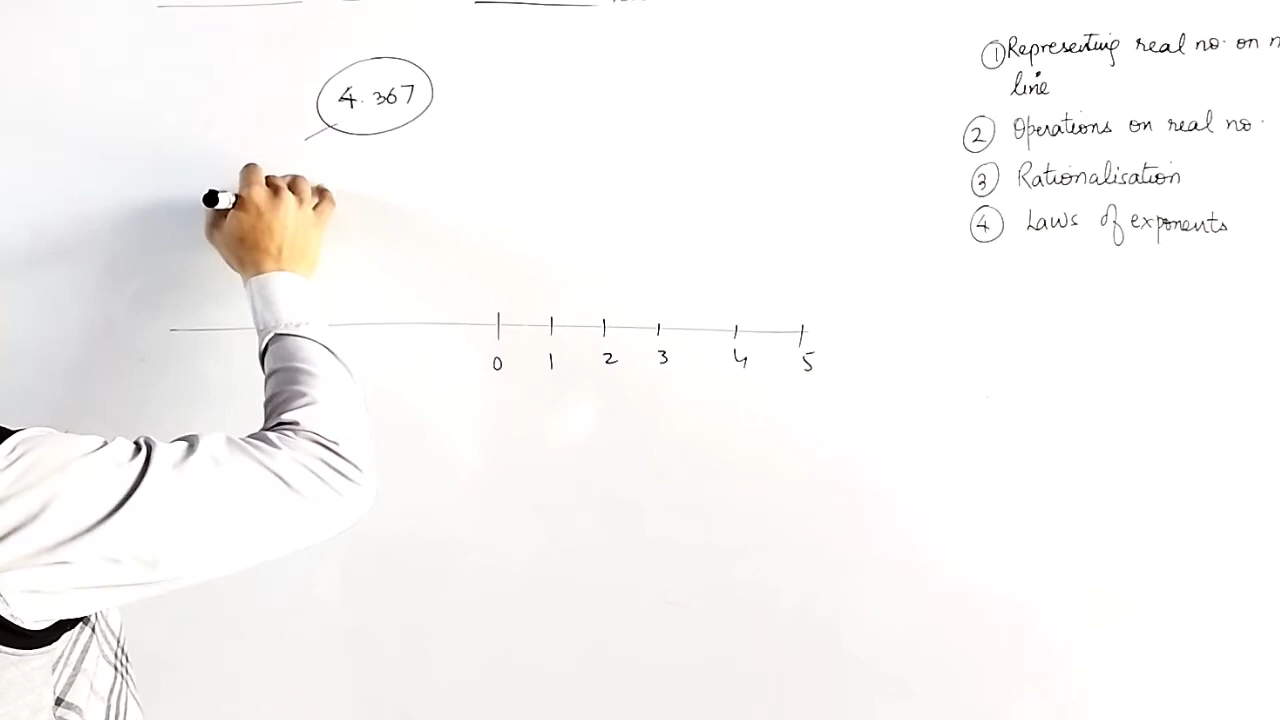 4.367
① Representing real no. on
line
② Operations on real no.
③ Rationalisation
④ Laws of exponents
0 1 2 3 4 5